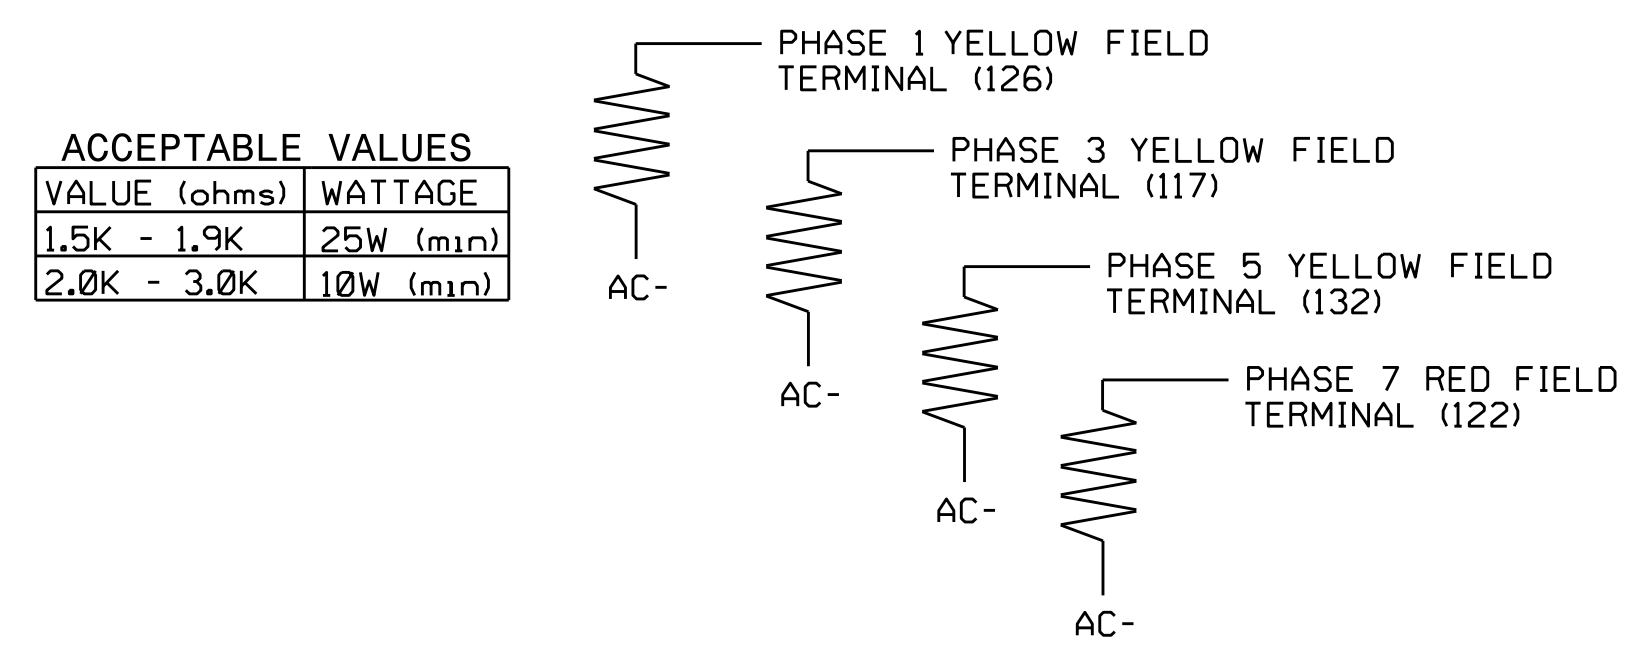 ACCEPTABLE VALUES
VALUE (ohms) WATTAGE
1.5K - 1.9K 25W (min)
2.0K - 3.0K 10W (min)
PHASE 1 YELLOW FIELD
TERMINAL (126)
AC-
PHASE 3 YELLOW FIELD
TERMINAL (117)
AC-
PHASE 5 YELLOW FIELD
TERMINAL (132)
AC-
PHASE 7 RED FIELD
TERMINAL (122)
AC-